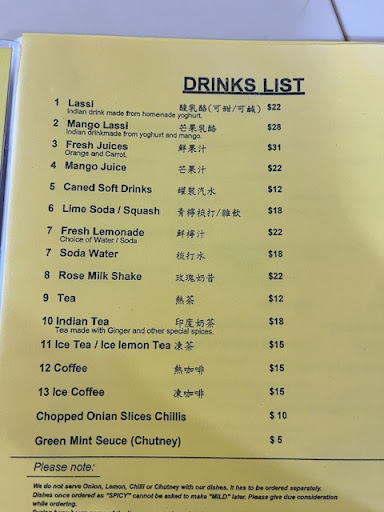 DRINKS LIST
1 Lassi 酸乳酪(可甜/可鹹) $22
Indian drink made from homemade yoghurt.
2 Mango Lassi 芒果乳酪 $28
Indian drinkmade from yoghurt and mango.
3 Fresh Juices 鮮果汁 $31
Orange and Carrot.
4 Mango Juice 芒果汁 $22
5 Caned Soft Drinks 罐裝汽水 $12
6 Lime Soda / Squash 青檸梳打/雜飲 $18
7 Fresh Lemonade 鮮檸汁 $22
Choice of Water / Soda
7 Soda Water 梳打水 $18
8 Rose Milk Shake 玫瑰奶昔 $22
9 Tea 熱茶 $12
10 Indian Tea 印度奶茶 $18
Tea made with Ginger and other special spices.
11 Ice Tea / Ice lemon Tea 凍茶 $15
12 Coffee 熱咖啡 $15
13 Ice Coffee 凍咖啡 $15
Chopped Onian Slices Chillis $ 10
Green Mint Sauce (Chutney) $ 5
Please note:
We do not serve Onion, Lemon, Chilli or Chutney with our dishes. It has to be ordered separately.
Dishes once ordered as "SPICY" cannot be asked to make "MILD" later. Please give due consideration
while ordering.